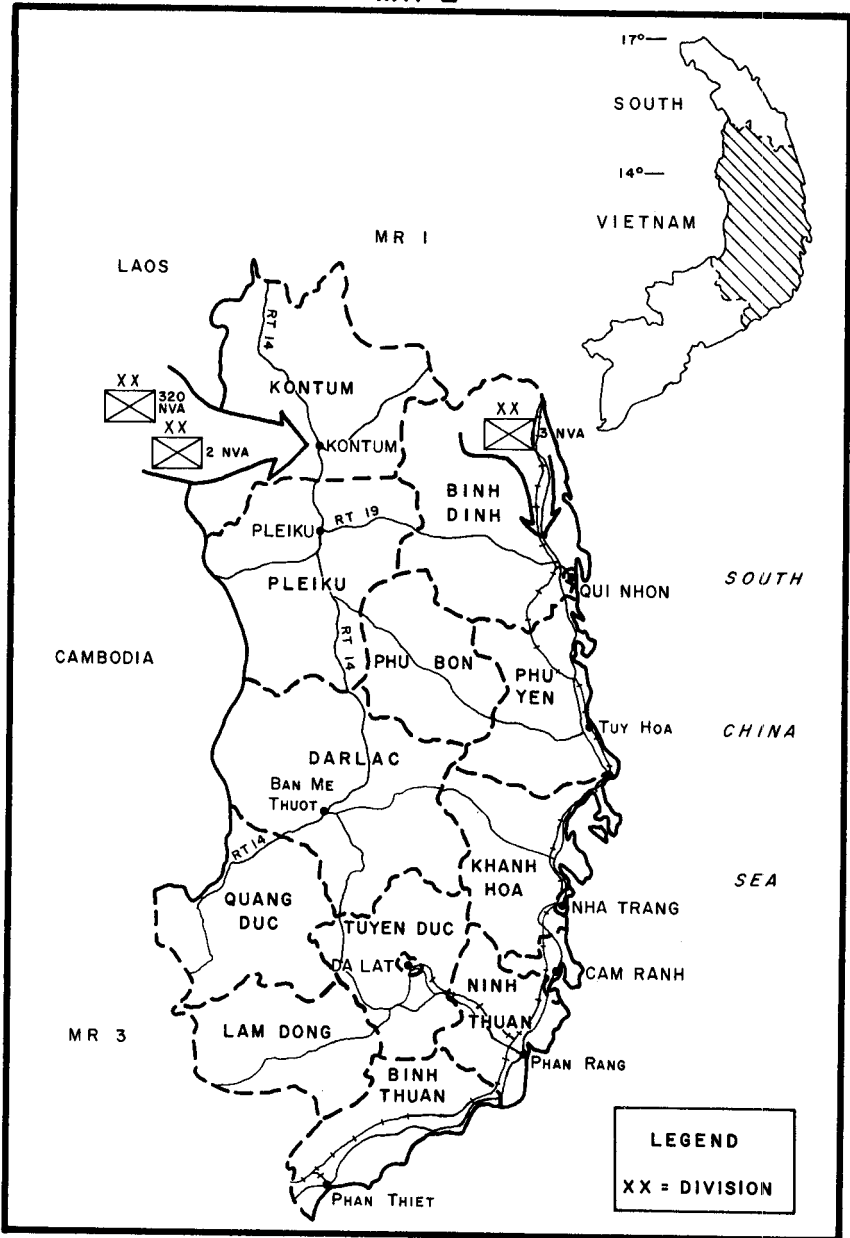 17°
SOUTH
14°
VIETNAM
MR 1
LAOS
RT 14
XX
320
NVA
KONTUM
XX
2 NVA
KONTUM
XX
3 NVA
BINH
DINH
PLEIKU
RT 19
PLEIKU
QUI NHON
SOUTH
RT 14
CAMBODIA
PHU BON
PHU
YEN
TUY HOA
CHINA
DARLAC
BAN ME
THUOT
RT 14
KHANH
HOA
SEA
QUANG
DUC
NHA TRANG
TUYEN DUC
DA LAT
NINH
THUAN
CAM RANH
MR 3
LAM DONG
PHAN RANG
BINH
THUAN
LEGEND
XX = DIVISION
PHAN THIET